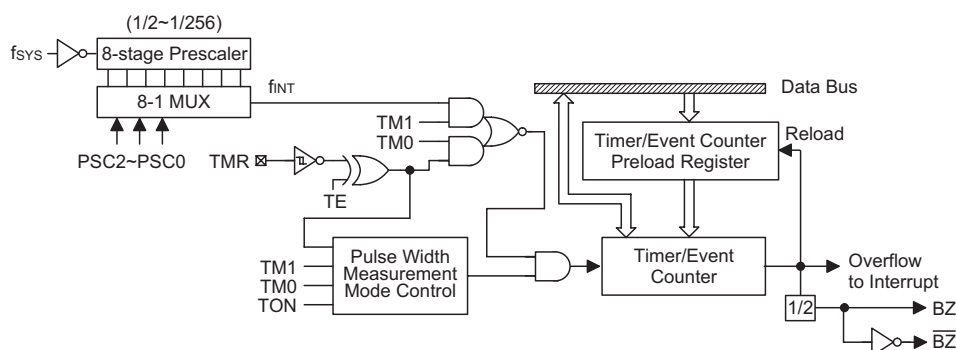 (1/2~1/256)
fSYS
8-stage Prescaler
8-1 MUX
fINT
PSC2~PSC0
TMR
TE
TM1
TM0
Data Bus
Timer/Event Counter
Preload Register
Reload
TM1
TM0
TON
Pulse Width
Measurement
Mode Control
Timer/Event
Counter
Overflow
to Interrupt
1/2
BZ
B̅Z̅